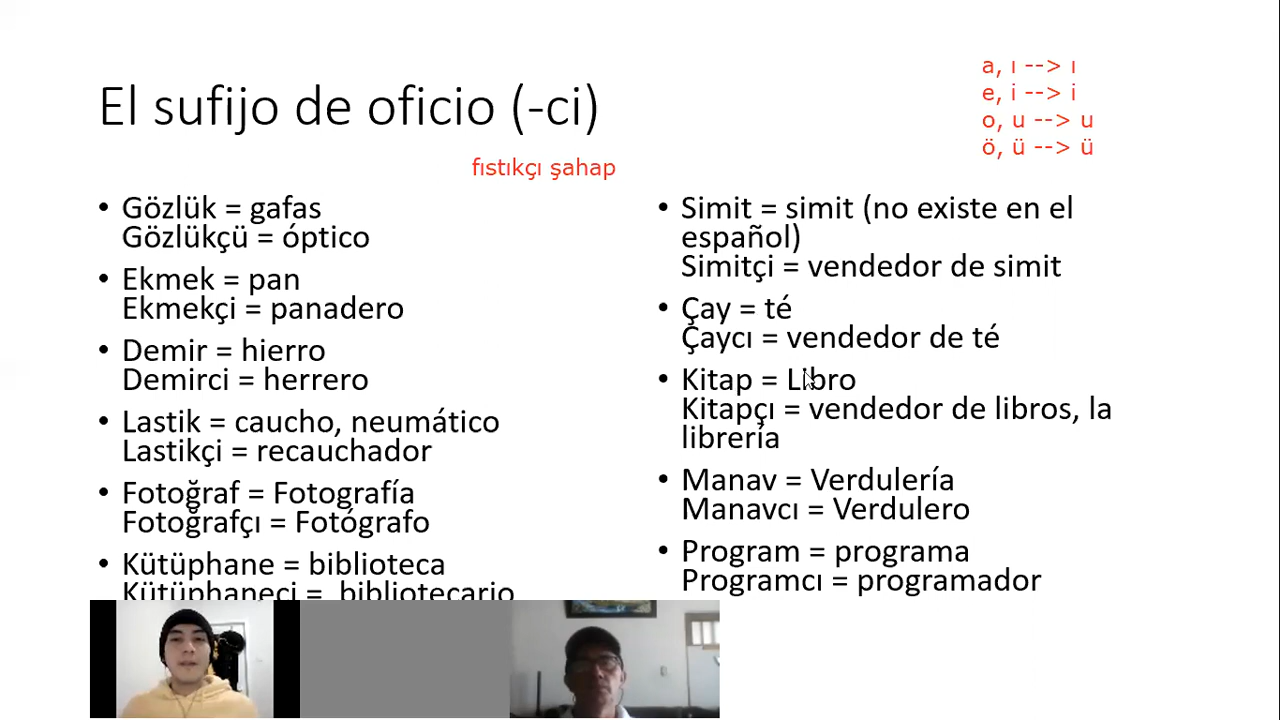 El sufijo de oficio (-ci)
a, ı --> ı
e, i --> i
o, u --> u
ö, ü --> ü
fıstıkçı şahap
• Gözlük = gafas
Gözlükçü = óptico
• Ekmek = pan
Ekmekçi = panadero
• Demir = hierro
Demirci = herrero
• Lastik = caucho, neumático
Lastikçi = recauchador
• Fotoğraf = Fotografía
Fotoğrafçı = Fotógrafo
• Kütüphane = biblioteca
Kütüphaneci = bibliotecario
• Simit = simit (no existe en el
español)
Simitçi = vendedor de simit
• Çay = té
Çaycı = vendedor de té
• Kitap = Libro
Kitapçı = vendedor de libros, la
librería
• Manav = Verdulería
Manavcı = Verdulero
• Program = programa
Programcı = programador